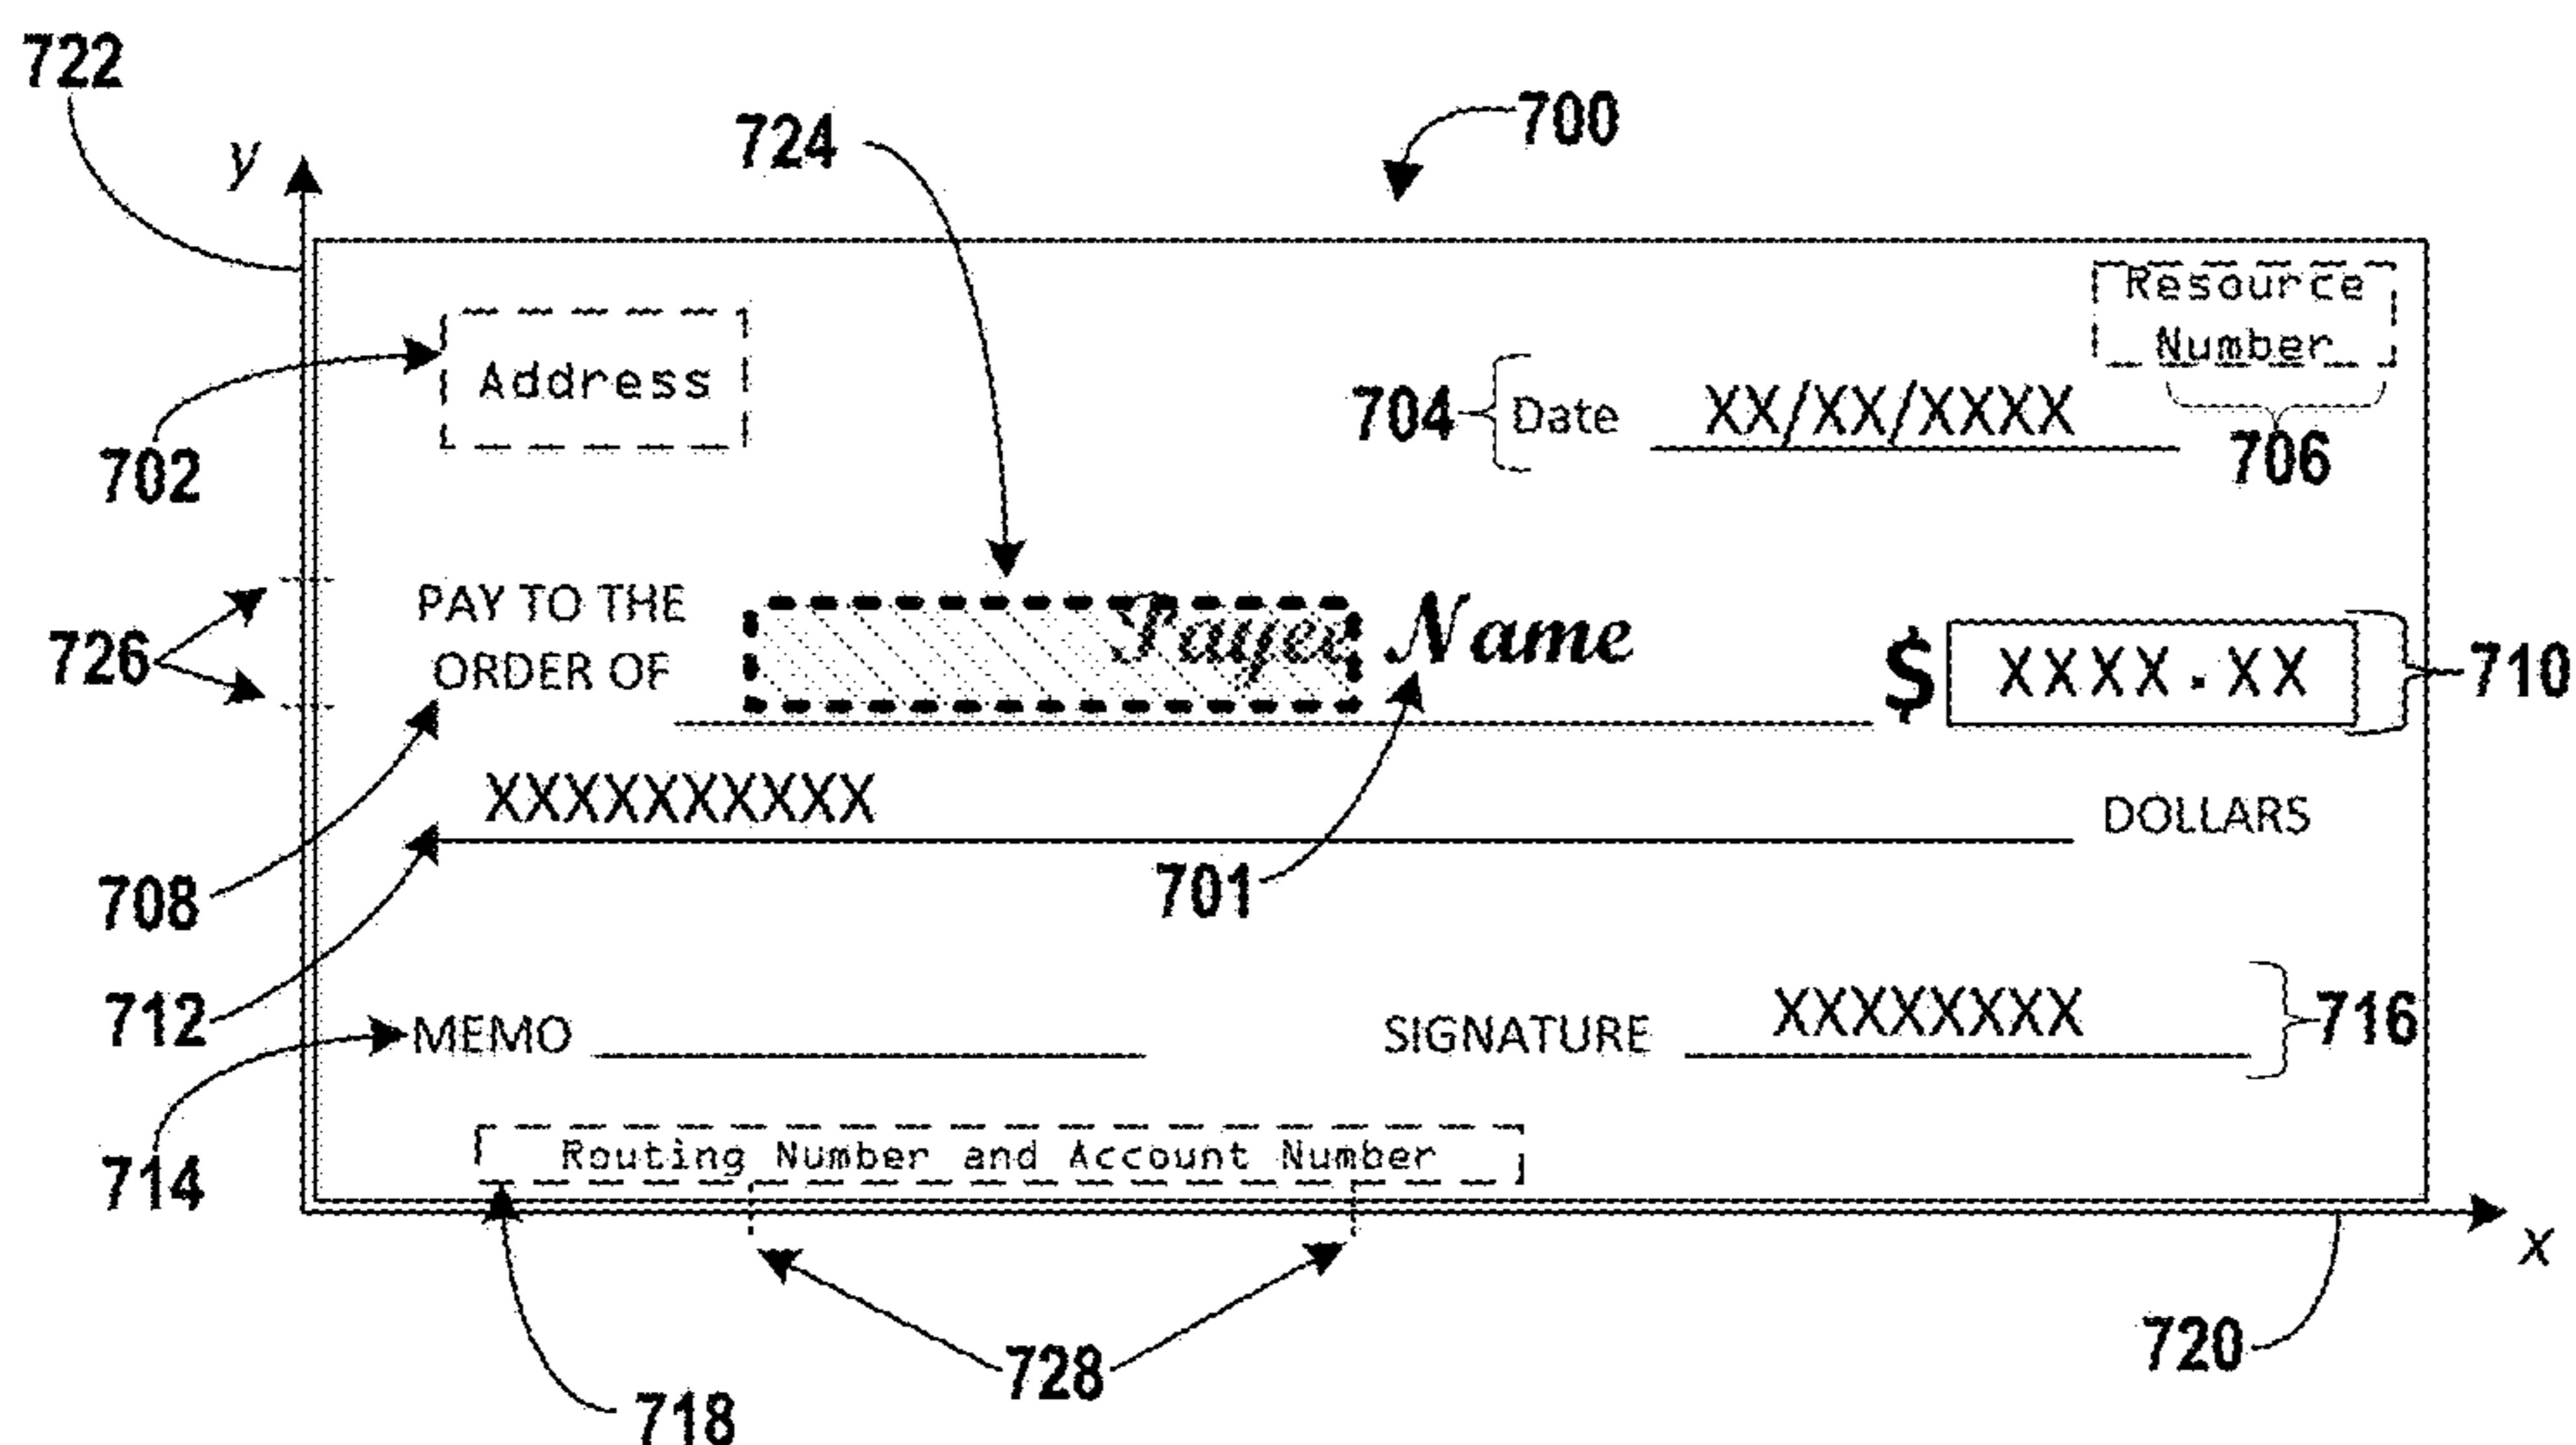 722
700
724
y
Resource
Number
Address
704 Date XX/XX/XXXX
706
702
PAY TO THE
ORDER OF
Payee Name
$ XXXX.XX
710
726
XXXXXXXXXX
DOLLARS
708
701
712
MEMO
SIGNATURE XXXXXXXX
716
714
Routing Number and Account Number
x
728
720
718